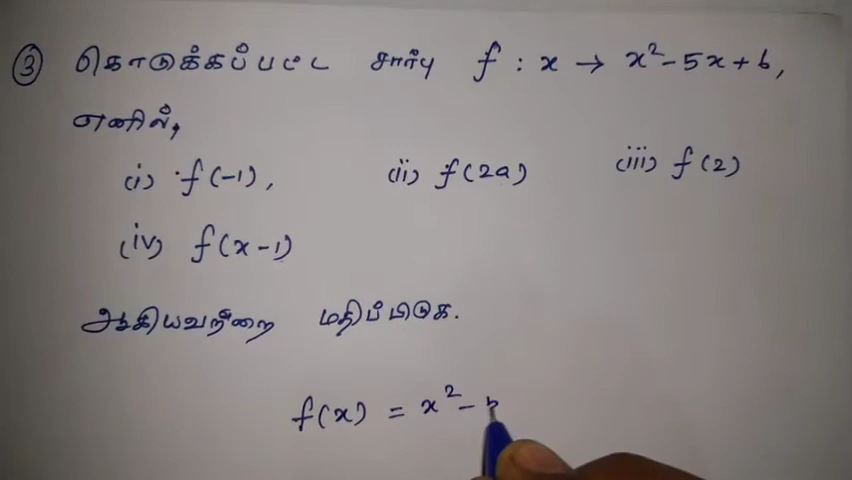 ③ கொடுக்கப்பட்ட சார்பு f : x → x² - 5x + 6,
எனில்,
(i) f(-1), (ii) f(2a) (iii) f(2)
(iv) f(x-1)
ஆகியவற்றை மதிப்பிடுக.
f(x) = x² -